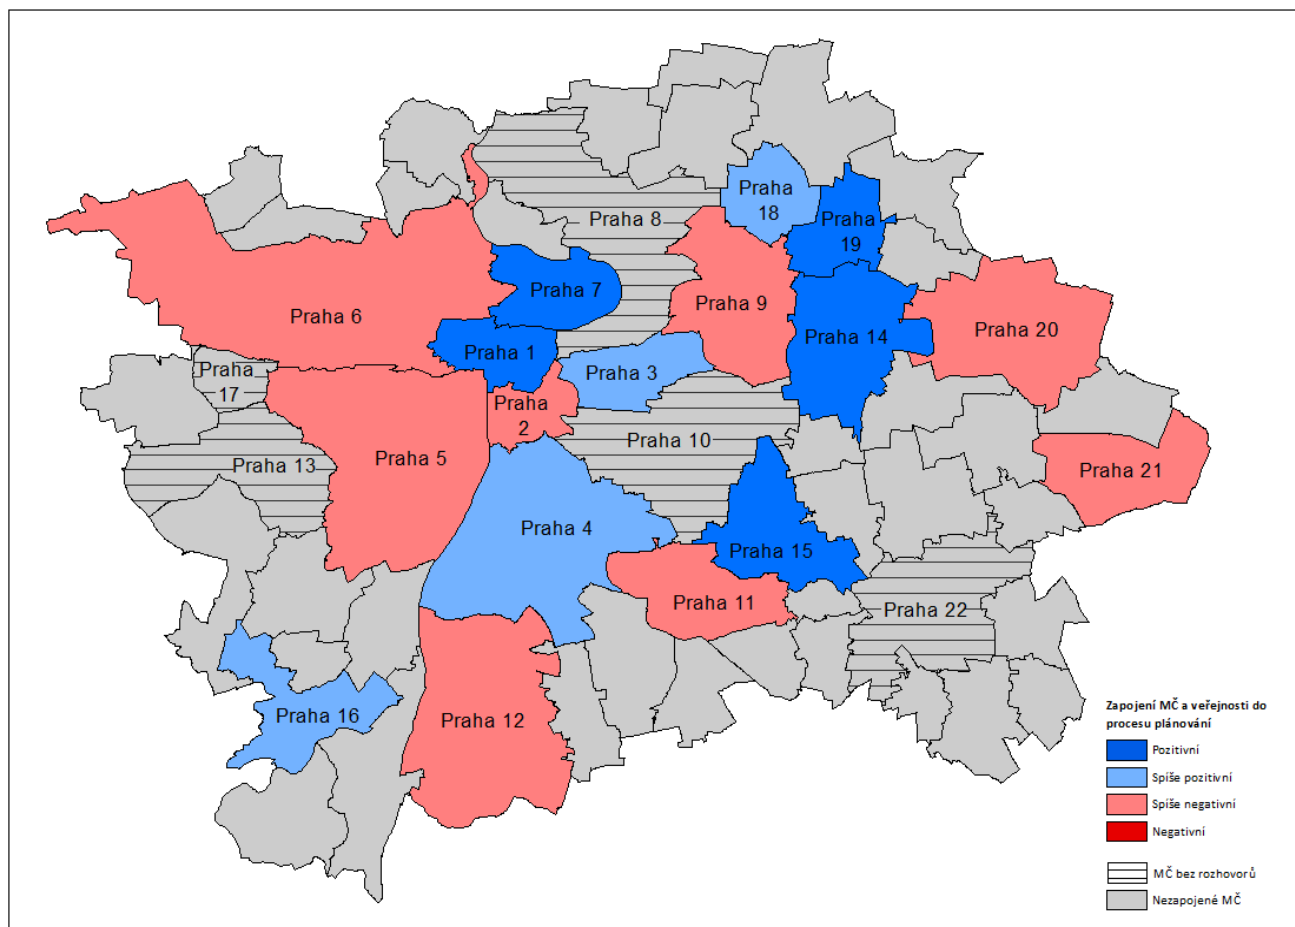 Praha
18
Praha 8
Praha
19
Praha 7
Praha 9
Praha 6
Praha 20
Praha 14
Praha 1
Praha 3
Praha
17
Praha
2
Praha 10
Praha 5
Praha 13
Praha 21
Praha 4
Praha 15
Praha 11
Praha 22
Praha 16
Praha 12
Zapojení MČ a veřejnosti do
procesu plánování
Pozitivní
Spíše pozitivní
Spíše negativní
Negativní
MČ bez rozhovorů
Nezapojené MČ